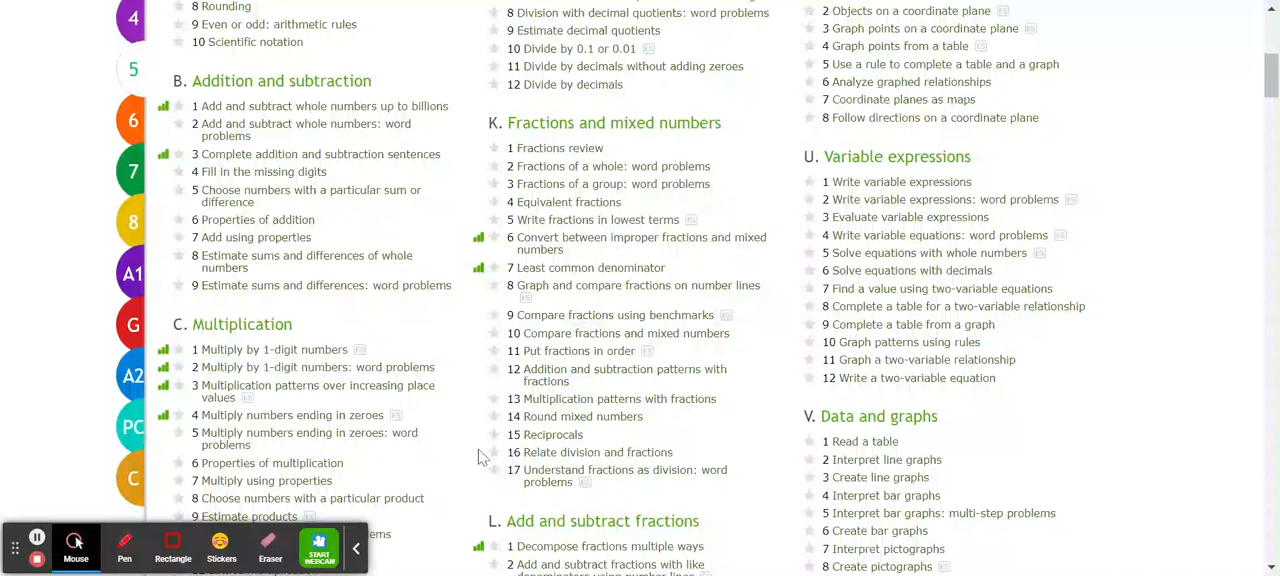 4
5
6
7
8
A1
G
A2
PC
C
8 Rounding
9 Even or odd: arithmetic rules
10 Scientific notation
B. Addition and subtraction
1 Add and subtract whole numbers up to billions
2 Add and subtract whole numbers: word
problems
3 Complete addition and subtraction sentences
4 Fill in the missing digits
5 Choose numbers with a particular sum or
difference
6 Properties of addition
7 Add using properties
8 Estimate sums and differences of whole
numbers
9 Estimate sums and differences: word problems
C. Multiplication
1 Multiply by 1-digit numbers ES
2 Multiply by 1-digit numbers: word problems
3 Multiplication patterns over increasing place
values ES
4 Multiply numbers ending in zeroes ES
5 Multiply numbers ending in zeroes: word
problems
6 Properties of multiplication
7 Multiply using properties
8 Choose numbers with a particular product
9 Estimate products ES
8 Division with decimal quotients: word problems
9 Estimate decimal quotients
10 Divide by 0.1 or 0.01 ES
11 Divide by decimals without adding zeroes
12 Divide by decimals
K. Fractions and mixed numbers
1 Fractions review
2 Fractions of a whole: word problems
3 Fractions of a group: word problems
4 Equivalent fractions
5 Write fractions in lowest terms ES
6 Convert between improper fractions and mixed
numbers
7 Least common denominator
8 Graph and compare fractions on number lines
ES
9 Compare fractions using benchmarks ES
10 Compare fractions and mixed numbers
11 Put fractions in order ES
12 Addition and subtraction patterns with
fractions
13 Multiplication patterns with fractions
14 Round mixed numbers
15 Reciprocals
16 Relate division and fractions
17 Understand fractions as division: word
problems ES
L. Add and subtract fractions
1 Decompose fractions multiple ways
2 Add and subtract fractions with like
denominators using number lines ES
2 Objects on a coordinate plane ES
3 Graph points on a coordinate plane ES
4 Graph points from a table ES
5 Use a rule to complete a table and a graph
6 Analyze graphed relationships
7 Coordinate planes as maps
8 Follow directions on a coordinate plane
U. Variable expressions
1 Write variable expressions
2 Write variable expressions: word problems ES
3 Evaluate variable expressions
4 Write variable equations: word problems ES
5 Solve equations with whole numbers ES
6 Solve equations with decimals
7 Find a value using two-variable equations
8 Complete a table for a two-variable relationship
9 Complete a table from a graph
10 Graph patterns using rules
11 Graph a two-variable relationship
12 Write a two-variable equation
V. Data and graphs
1 Read a table
2 Interpret line graphs
3 Create line graphs
4 Interpret bar graphs
5 Interpret bar graphs: multi-step problems
6 Create bar graphs
7 Interpret pictographs
8 Create pictographs ES
Mouse
Pen
Rectangle
Stickers
Eraser
START
WEBCAM